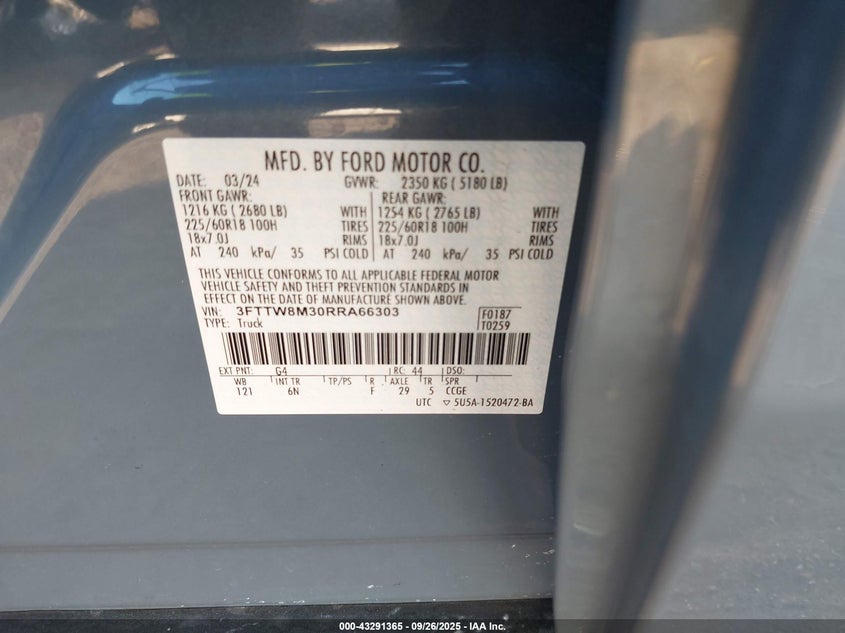 MFD. BY FORD MOTOR CO.
DATE: 03/24 GVWR: 2350 KG ( 5180 LB)
FRONT GAWR: REAR GAWR:
1216 KG ( 2680 LB) WITH 1254 KG ( 2765 LB) WITH
225/60R18 100H TIRES 225/60R18 100H TIRES
18x7.0J RIMS 18x7.0J RIMS
AT 240 kPa/ 35 PSI COLD AT 240 kPa/ 35 PSI COLD
THIS VEHICLE CONFORMS TO ALL APPLICABLE FEDERAL MOTOR
VEHICLE SAFETY AND THEFT PREVENTION STANDARDS IN
EFFECT ON THE DATE OF MANUFACTURE SHOWN ABOVE.
VIN: 3FTTW8M30RRA66303 F0187
TYPE: Truck T0259
EXT PNT: G4 RC: 44 DSO:
WB INT TR TP/PS R AXLE TR SPR
121 6N F 29 5 CCGE
UTC ▽ 5U5A-1520472-BA
000-43291365 - 09/26/2025 - IAA Inc.